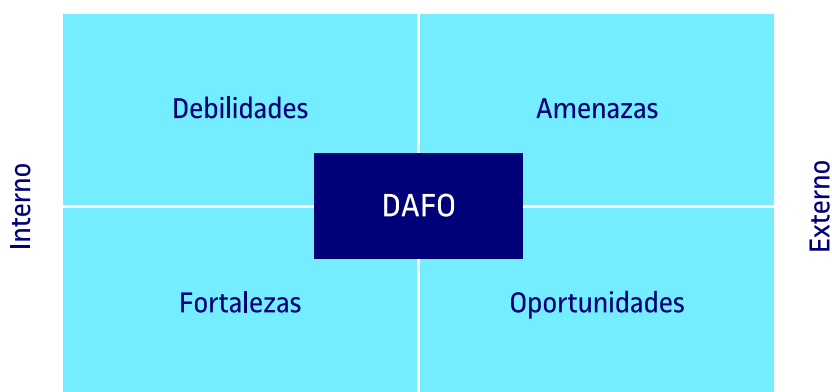 Debilidades
Amenazas
Interno
DAFO
Externo
Fortalezas
Oportunidades